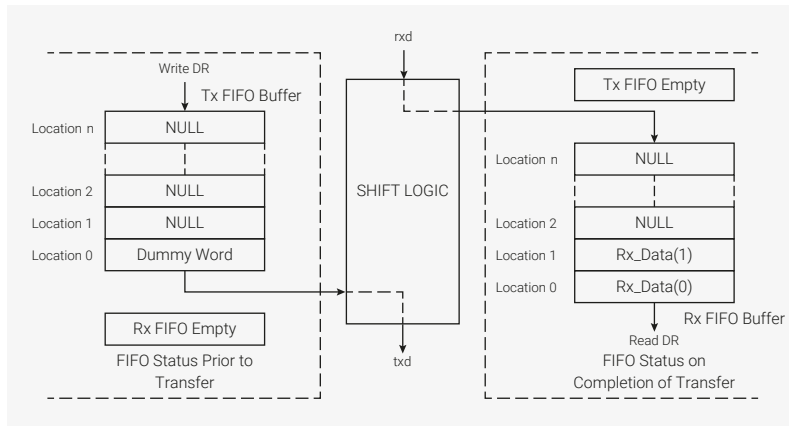 rxd
Write DR
Tx FIFO Buffer
Location n
NULL
Location 2
NULL
Location 1
NULL
Location 0
Dummy Word
Rx FIFO Empty
FIFO Status Prior to
Transfer
SHIFT LOGIC
txd
Tx FIFO Empty
Location n
NULL
Location 2
NULL
Location 1
Rx_Data(1)
Location 0
Rx_Data(0)
Rx FIFO Buffer
Read DR
FIFO Status on
Completion of Transfer